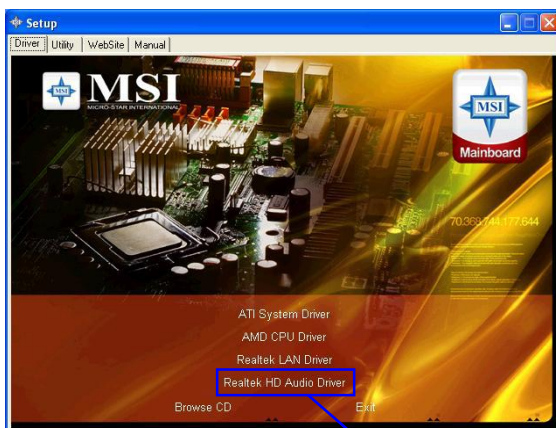 Setup
Driver Utility WebSite Manual
MSI
MICRO-STAR INTERNATIONAL
MSI
Mainboard
70.368.744.177.644
ATI System Driver
AMD CPU Driver
Realtek LAN Driver
Realtek HD Audio Driver
Browse CD Exit